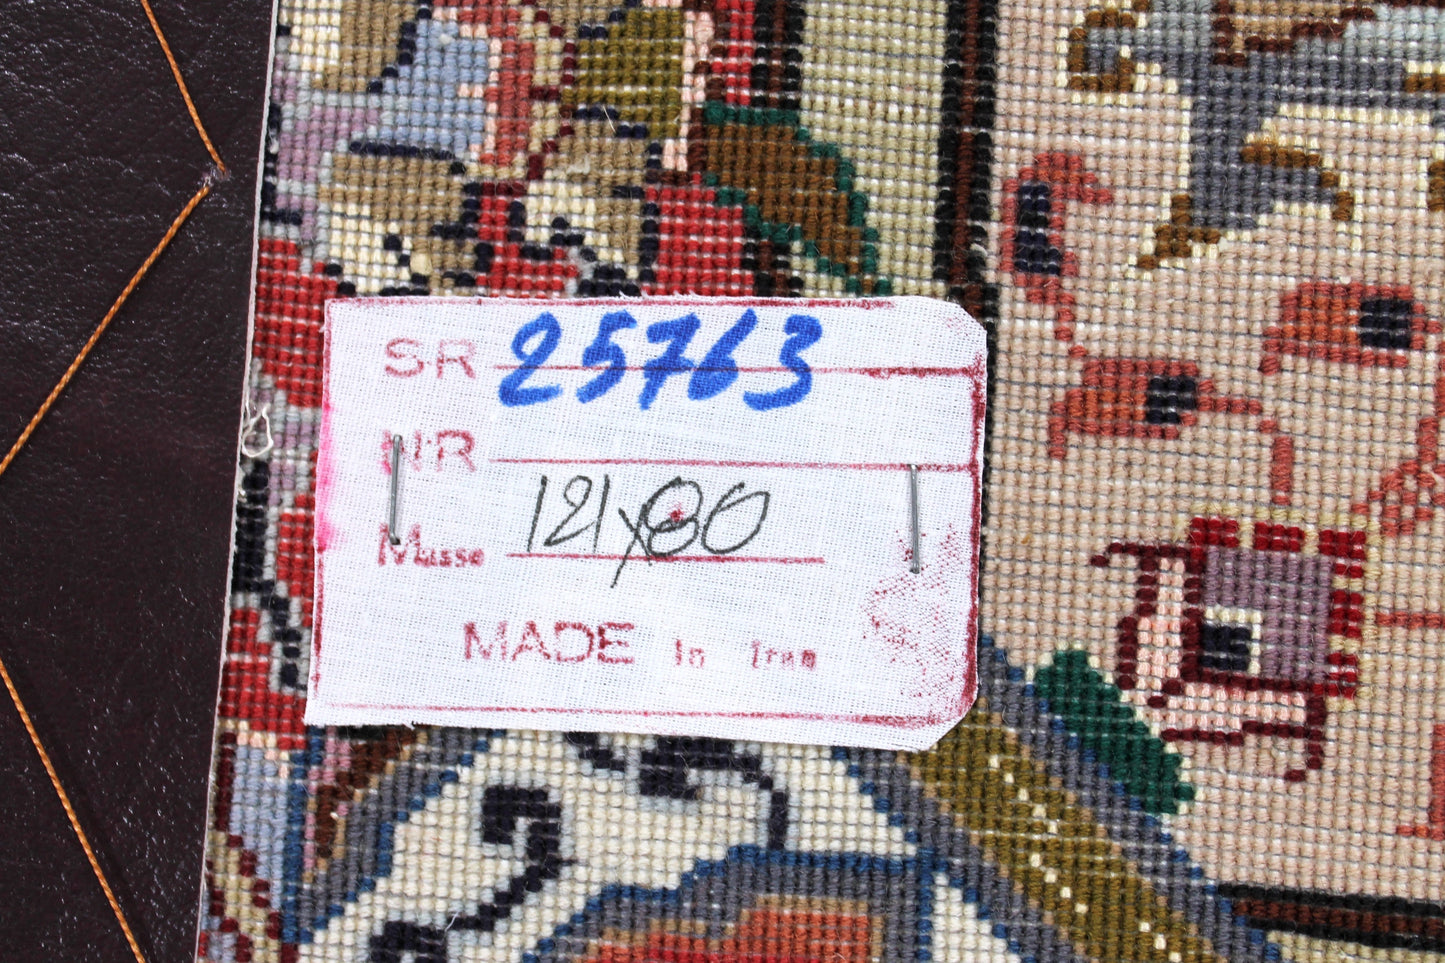 SR 25763
NR
Masse 121x80
MADE In Iran